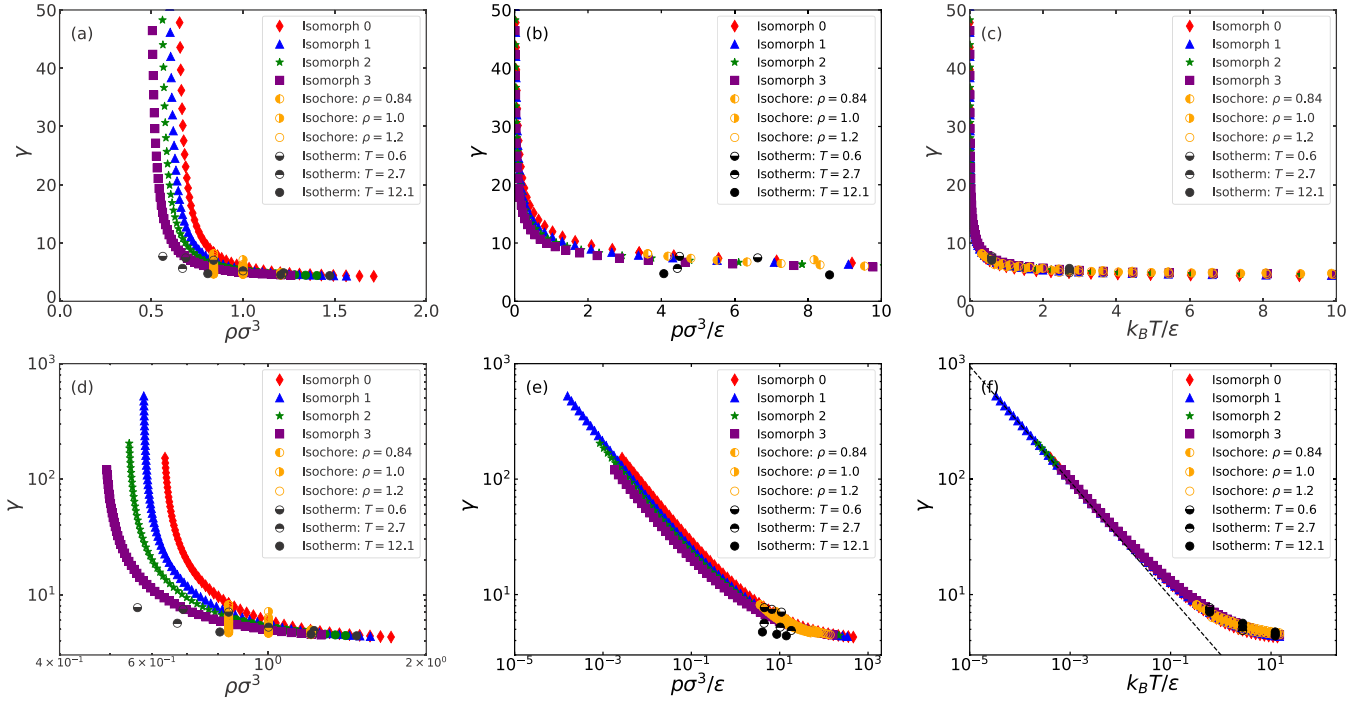 50
40
30
20
10
0
γ
(a)
Isomorph 0
Isomorph 1
Isomorph 2
Isomorph 3
Isochore: ρ = 0.84
Isochore: ρ = 1.0
Isochore: ρ = 1.2
Isotherm: T = 0.6
Isotherm: T = 2.7
Isotherm: T = 12.1
0.0 0.5 1.0 1.5 2.0
ρσ³
50
40
30
20
10
0
γ
(b)
Isomorph 0
Isomorph 1
Isomorph 2
Isomorph 3
Isochore: ρ = 0.84
Isochore: ρ = 1.0
Isochore: ρ = 1.2
Isotherm: T = 0.6
Isotherm: T = 2.7
Isotherm: T = 12.1
0 2 4 6 8 10
pσ³/ε
50
40
30
20
10
0
γ
(c)
Isomorph 0
Isomorph 1
Isomorph 2
Isomorph 3
Isochore: ρ = 0.84
Isochore: ρ = 1.0
Isochore: ρ = 1.2
Isotherm: T = 0.6
Isotherm: T = 2.7
Isotherm: T = 12.1
0 2 4 6 8 10
k_BT/ε
10³
10²
10¹
γ
(d)
Isomorph 0
Isomorph 1
Isomorph 2
Isomorph 3
Isochore: ρ = 0.84
Isochore: ρ = 1.0
Isochore: ρ = 1.2
Isotherm: T = 0.6
Isotherm: T = 2.7
Isotherm: T = 12.1
4 × 10⁻¹ 6 × 10⁻¹ 10⁰ 2 × 10⁰
ρσ³
10³
10²
10¹
γ
(e)
Isomorph 0
Isomorph 1
Isomorph 2
Isomorph 3
Isochore: ρ = 0.84
Isochore: ρ = 1.0
Isochore: ρ = 1.2
Isotherm: T = 0.6
Isotherm: T = 2.7
Isotherm: T = 12.1
10⁻⁵ 10⁻³ 10⁻¹ 10¹ 10³
pσ³/ε
10³
10²
10¹
γ
(f)
Isomorph 0
Isomorph 1
Isomorph 2
Isomorph 3
Isochore: ρ = 0.84
Isochore: ρ = 1.0
Isochore: ρ = 1.2
Isotherm: T = 0.6
Isotherm: T = 2.7
Isotherm: T = 12.1
10⁻⁵ 10⁻³ 10⁻¹ 10¹
k_BT/ε